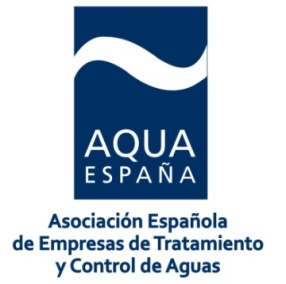 AQUA
ESPAÑA
Asociación Española
de Empresas de Tratamiento
y Control de Aguas